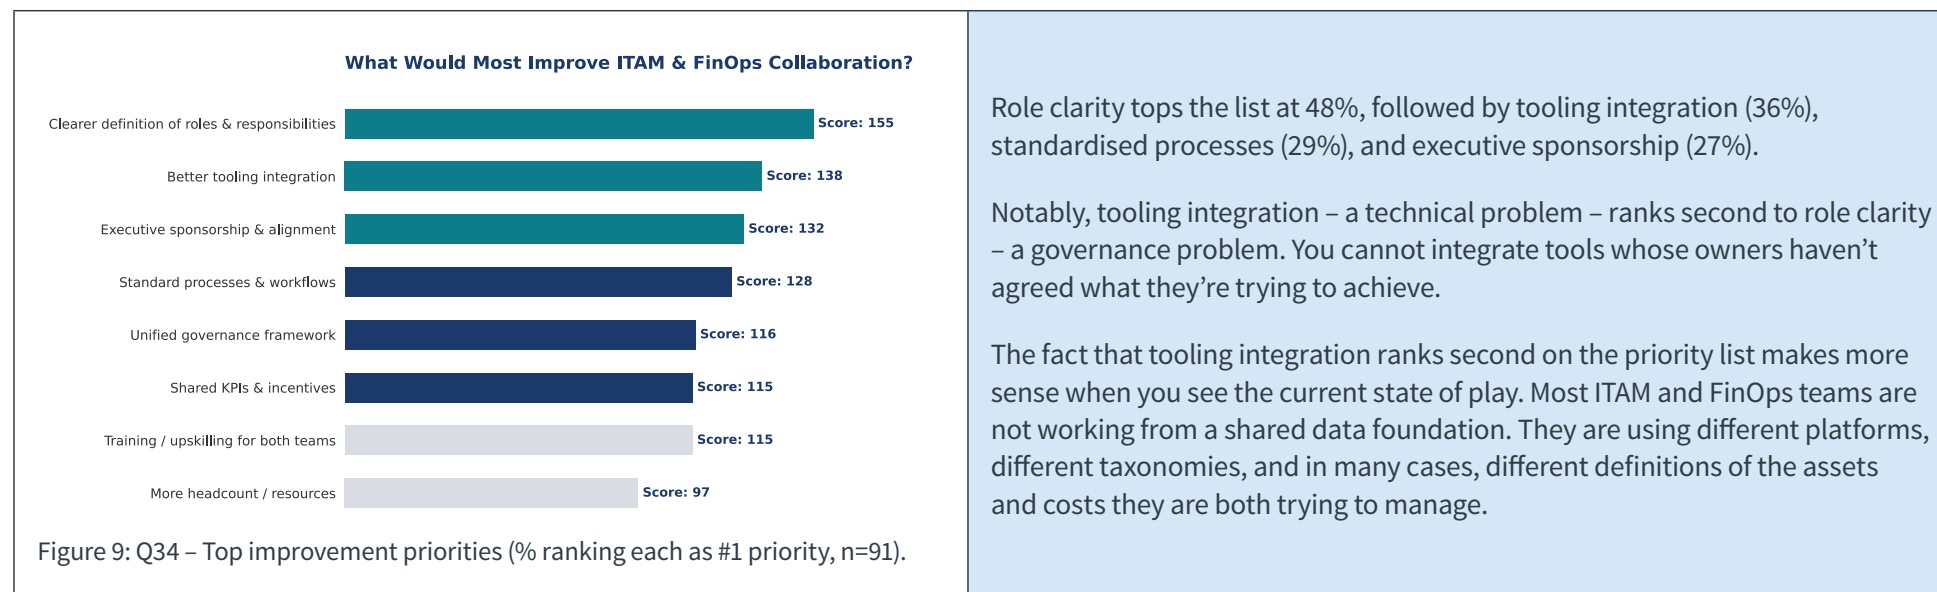 What Would Most Improve ITAM & FinOps Collaboration?
Clearer definition of roles & responsibilities
Score: 155
Better tooling integration
Score: 138
Executive sponsorship & alignment
Score: 132
Standard processes & workflows
Score: 128
Unified governance framework
Score: 116
Shared KPIs & incentives
Score: 115
Training / upskilling for both teams
Score: 115
More headcount / resources
Score: 97
Figure 9: Q34 – Top improvement priorities (% ranking each as #1 priority, n=91).
Role clarity tops the list at 48%, followed by tooling integration (36%),
standardised processes (29%), and executive sponsorship (27%).
Notably, tooling integration – a technical problem – ranks second to role clarity
– a governance problem. You cannot integrate tools whose owners haven’t
agreed what they’re trying to achieve.
The fact that tooling integration ranks second on the priority list makes more
sense when you see the current state of play. Most ITAM and FinOps teams are
not working from a shared data foundation. They are using different platforms,
different taxonomies, and in many cases, different definitions of the assets
and costs they are both trying to manage.